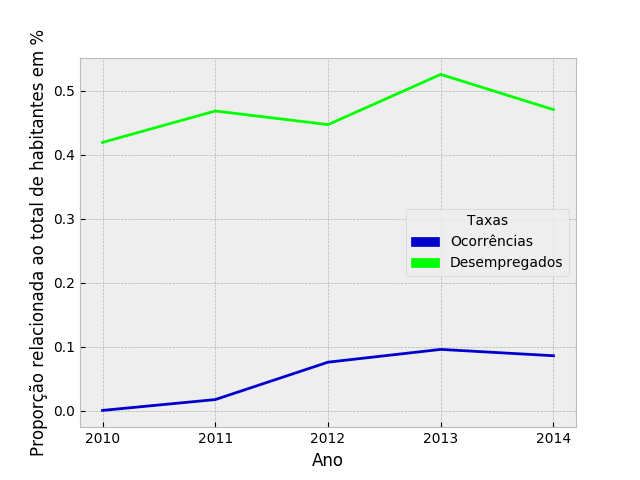 Proporção relacionada ao total de habitantes em %
0.5
0.4
0.3
0.2
0.1
0.0
Taxas
Ocorrências
Desempregados
2010 2011 2012 2013 2014
Ano